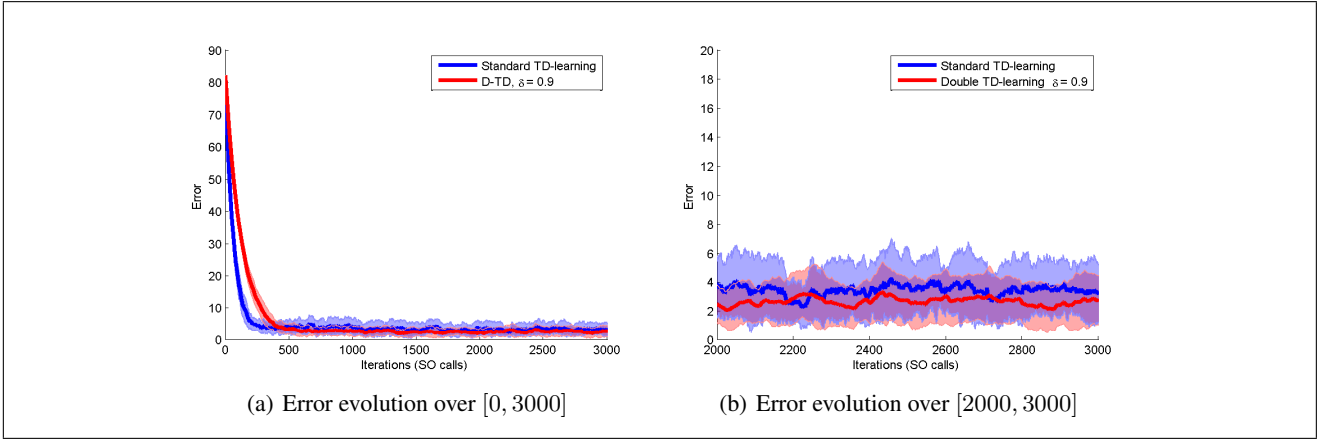 90
80
70
60
50
40
30
20
10
0
Error
Standard TD-learning
D-TD, δ = 0.9
0 500 1000 1500 2000 2500 3000
Iterations (SO calls)
(a) Error evolution over [0, 3000]
20
18
16
14
12
10
8
6
4
2
0
Error
Standard TD-learning
Double TD-learning δ = 0.9
2000 2200 2400 2600 2800 3000
Iterations (SO calls)
(b) Error evolution over [2000, 3000]